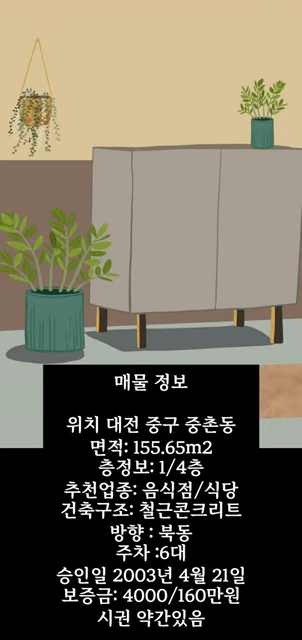 매물 정보
위치 대전 중구 중촌동
면적: 155.65m2
층정보: 1/4층
추천업종: 음식점/식당
건축구조: 철근콘크리트
방향 : 북동
주차 :6대
승인일 2003년 4월 21일
보증금: 4000/160만원
시권 약간있음